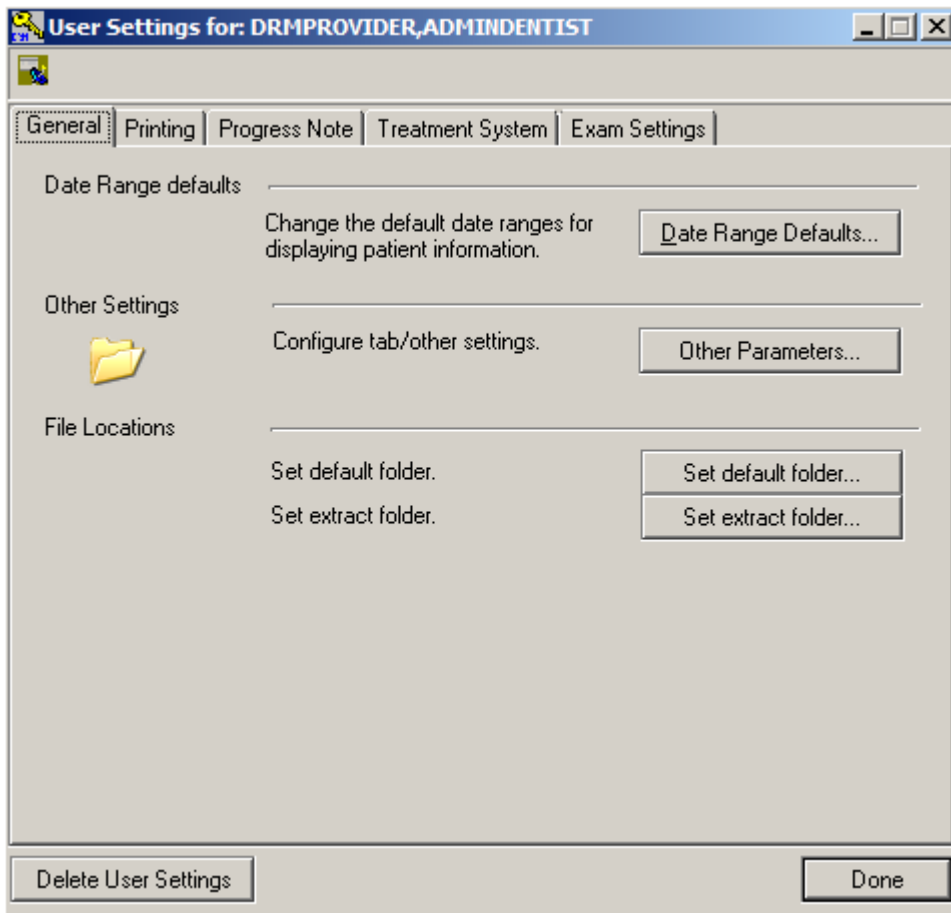 User Settings for: DRMPROVIDER,ADMINDENTIST
General Printing Progress Note Treatment System Exam Settings
Date Range defaults
Change the default date ranges for
displaying patient information.
Date Range Defaults...
Other Settings
Configure tab/other settings.
Other Parameters...
File Locations
Set default folder.
Set default folder...
Set extract folder.
Set extract folder...
Delete User Settings
Done